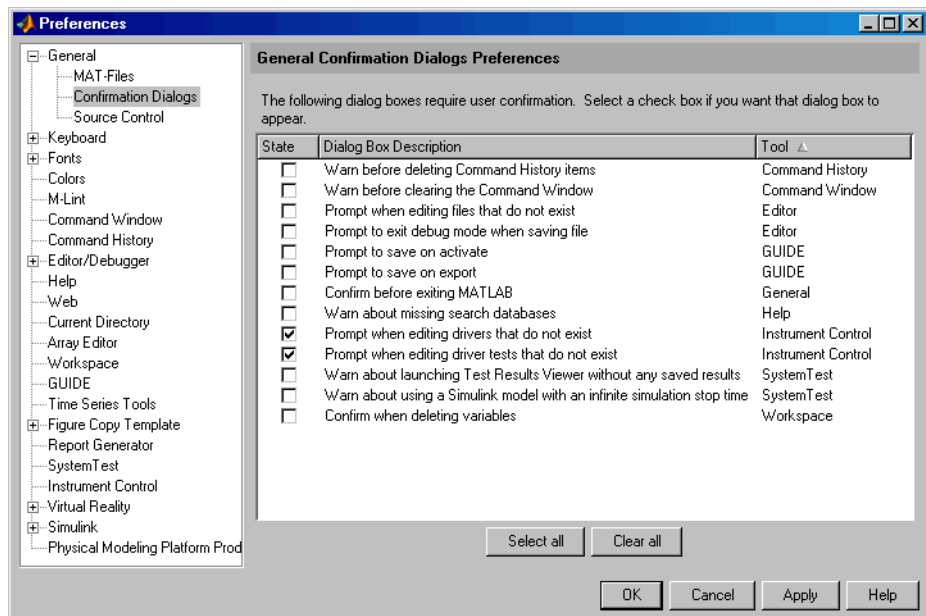 Preferences
General
MAT-Files
Confirmation Dialogs
Source Control
Keyboard
Fonts
Colors
M-Lint
Command Window
Command History
Editor/Debugger
Help
Web
Current Directory
Array Editor
Workspace
GUIDE
Time Series Tools
Figure Copy Template
Report Generator
SystemTest
Instrument Control
Virtual Reality
Simulink
Physical Modeling Platform Prod
General Confirmation Dialogs Preferences
The following dialog boxes require user confirmation. Select a check box if you want that dialog box to
appear.
State Dialog Box Description Tool
Warn before deleting Command History items Command History
Warn before clearing the Command Window Command Window
Prompt when editing files that do not exist Editor
Prompt to exit debug mode when saving file Editor
Prompt to save on activate GUIDE
Prompt to save on export GUIDE
Confirm before exiting MATLAB General
Warn about missing search databases Help
Prompt when editing drivers that do not exist Instrument Control
Prompt when editing driver tests that do not exist Instrument Control
Warn about launching Test Results Viewer without any saved results SystemTest
Warn about using a Simulink model with an infinite simulation stop time SystemTest
Confirm when deleting variables Workspace
Select all Clear all
OK Cancel Apply Help